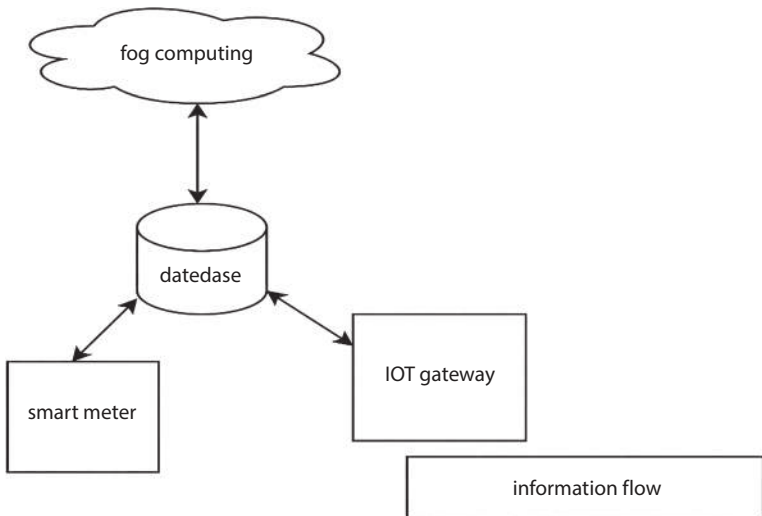 fog computing
datedase
IOT gateway
smart meter
information flow